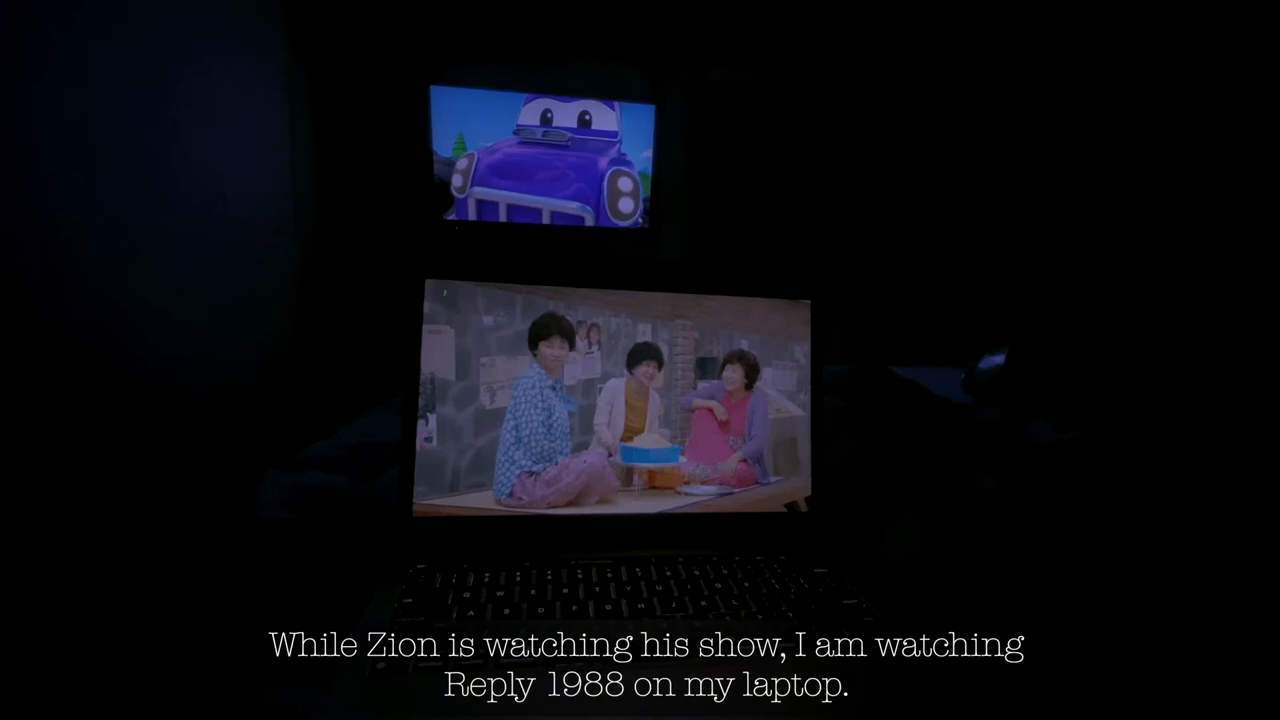 While Zion is watching his show, I am watching
Reply 1988 on my laptop.